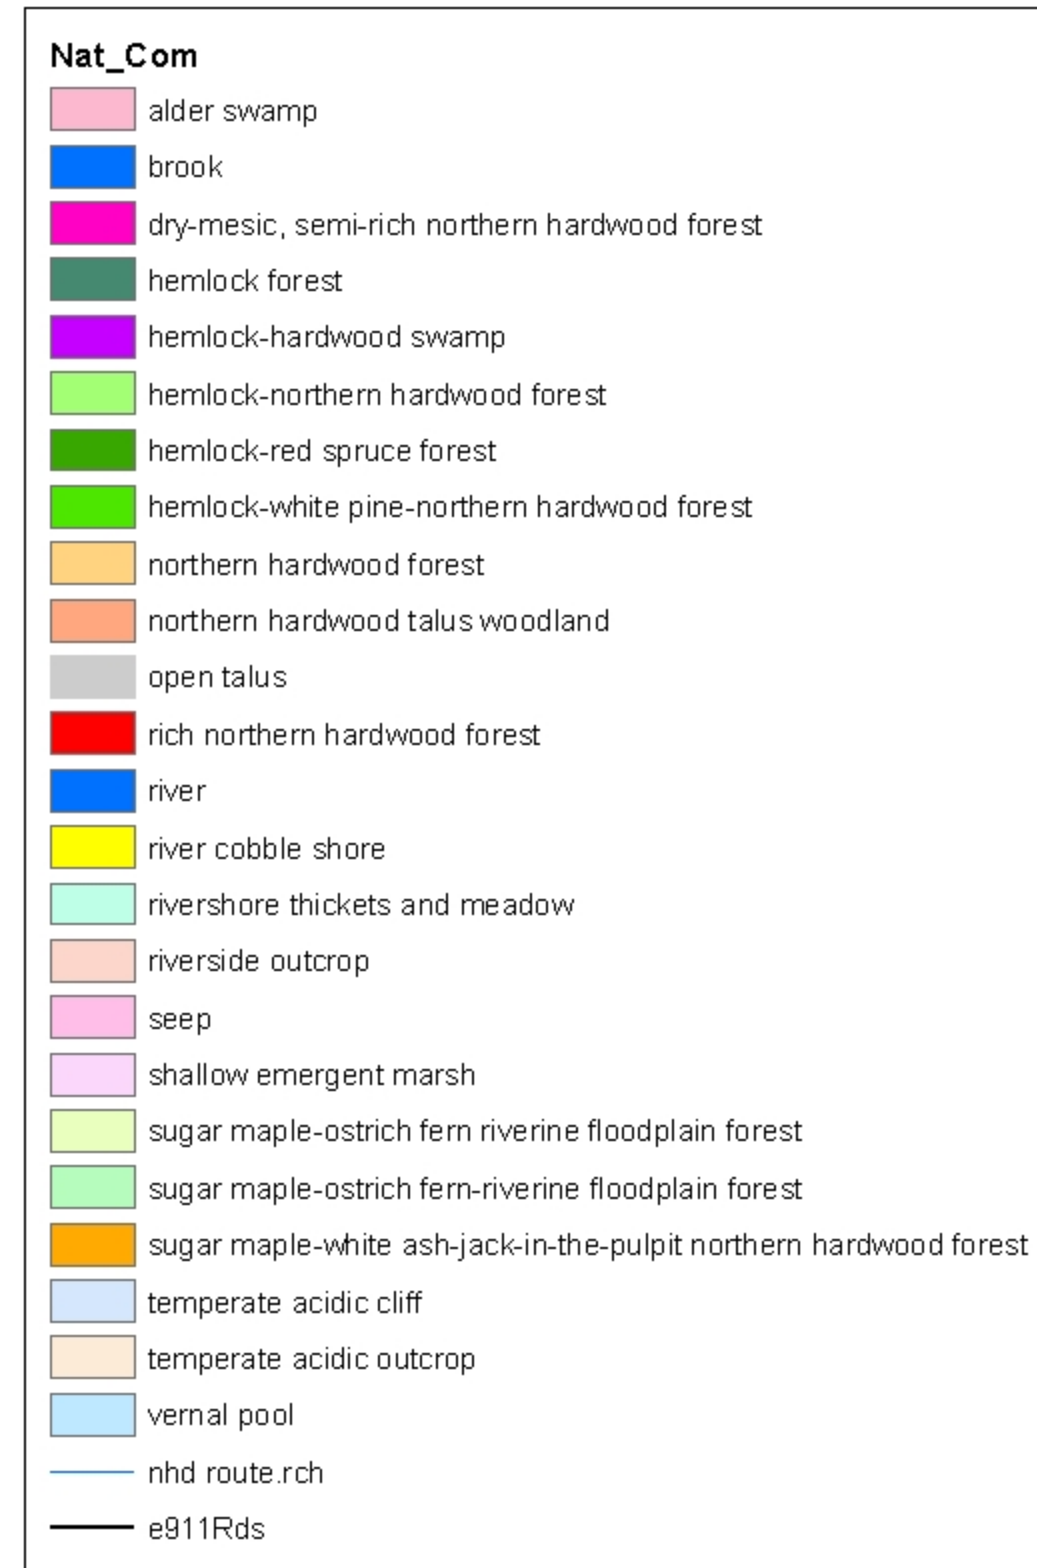 Nat_Com
alder swamp
brook
dry-mesic, semi-rich northern hardwood forest
hemlock forest
hemlock-hardwood swamp
hemlock-northern hardwood forest
hemlock-red spruce forest
hemlock-white pine-northern hardwood forest
northern hardwood forest
northern hardwood talus woodland
open talus
rich northern hardwood forest
river
river cobble shore
rivershore thickets and meadow
riverside outcrop
seep
shallow emergent marsh
sugar maple-ostrich fern riverine floodplain forest
sugar maple-ostrich fern-riverine floodplain forest
sugar maple-white ash-jack-in-the-pulpit northern hardwood forest
temperate acidic cliff
temperate acidic outcrop
vernal pool
nhd route.rch
e911Rds